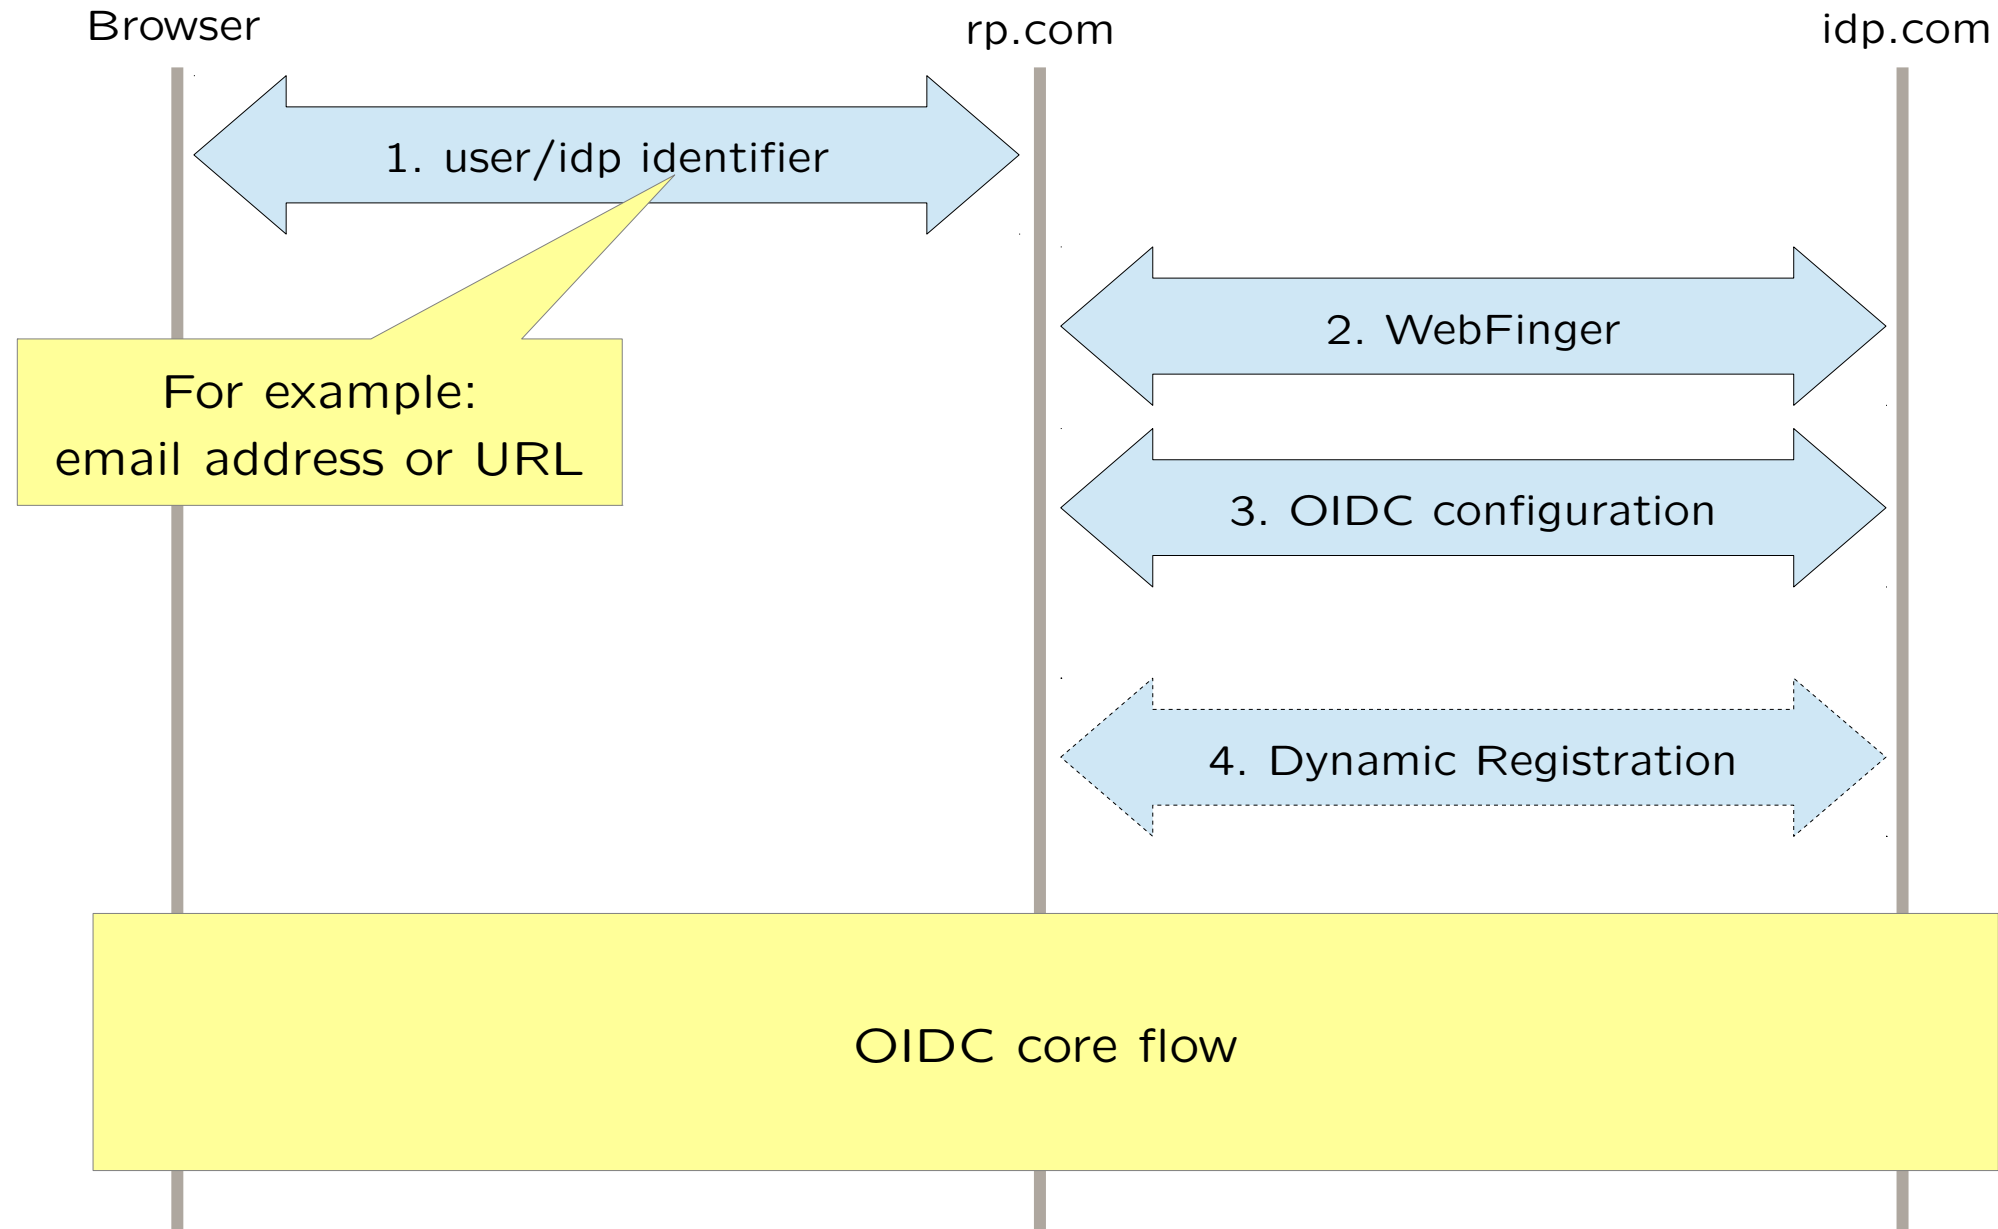 Browser
rp.com
idp.com
1. user/idp identifier
2. WebFinger
For example:
email address or URL
3. OIDC configuration
4. Dynamic Registration
OIDC core flow